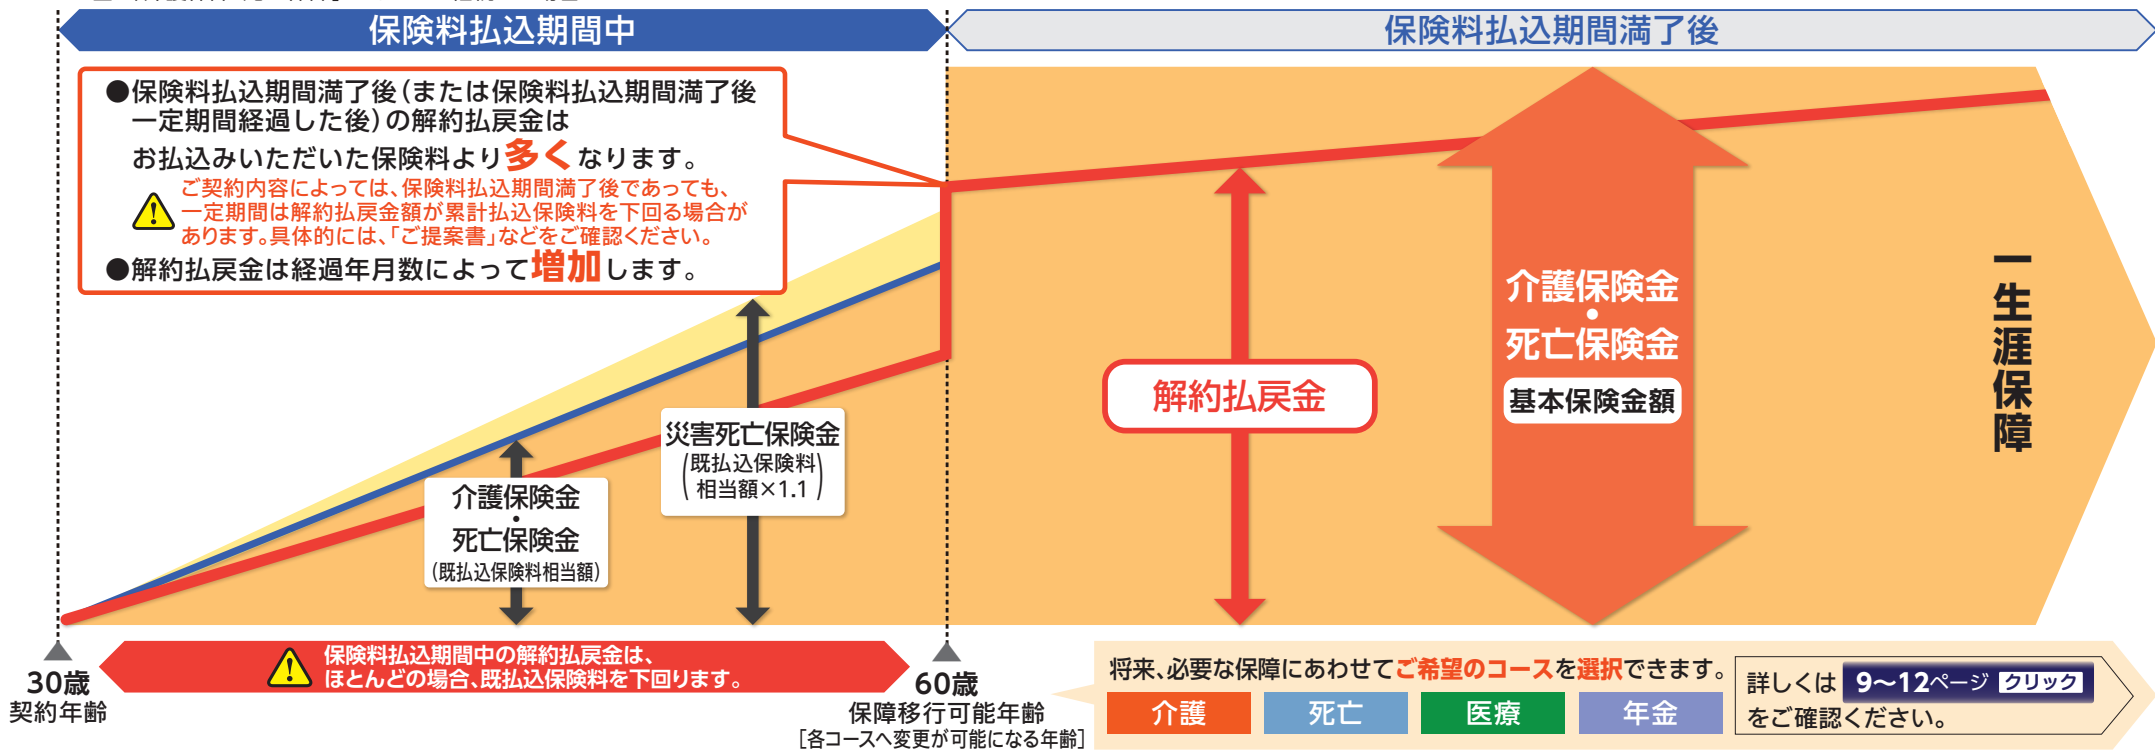 保険料払込期間中
保険料払込期間満了後
●保険料払込期間満了後(または保険料払込期間満了後
一定期間経過した後)の解約払戻金は
お払込みいただいた保険料より多くなります。
ご契約内容によっては、保険料払込期間満了後であっても、
一定期間は解約払戻金額が累計払込保険料を下回る場合が
あります。具体的には、「ご提案書」などをご確認ください。
●解約払戻金は経過年月数によって増加します。
介護保険金
・
死亡保険金
(既払込保険料相当額)
災害死亡保険金
(既払込保険料
相当額×1.1)
解約払戻金
介護保険金
・
死亡保険金
基本保険金額
一生涯保障
30歳
契約年齢
保険料払込期間中の解約払戻金は、
ほとんどの場合、既払込保険料を下回ります。
60歳
保障移行可能年齢
[各コースへ変更が可能になる年齢]
将来、必要な保障にあわせてご希望のコースを選択できます。
介護
死亡
医療
年金
詳しくは 9〜12ページ クリック
をご確認ください。